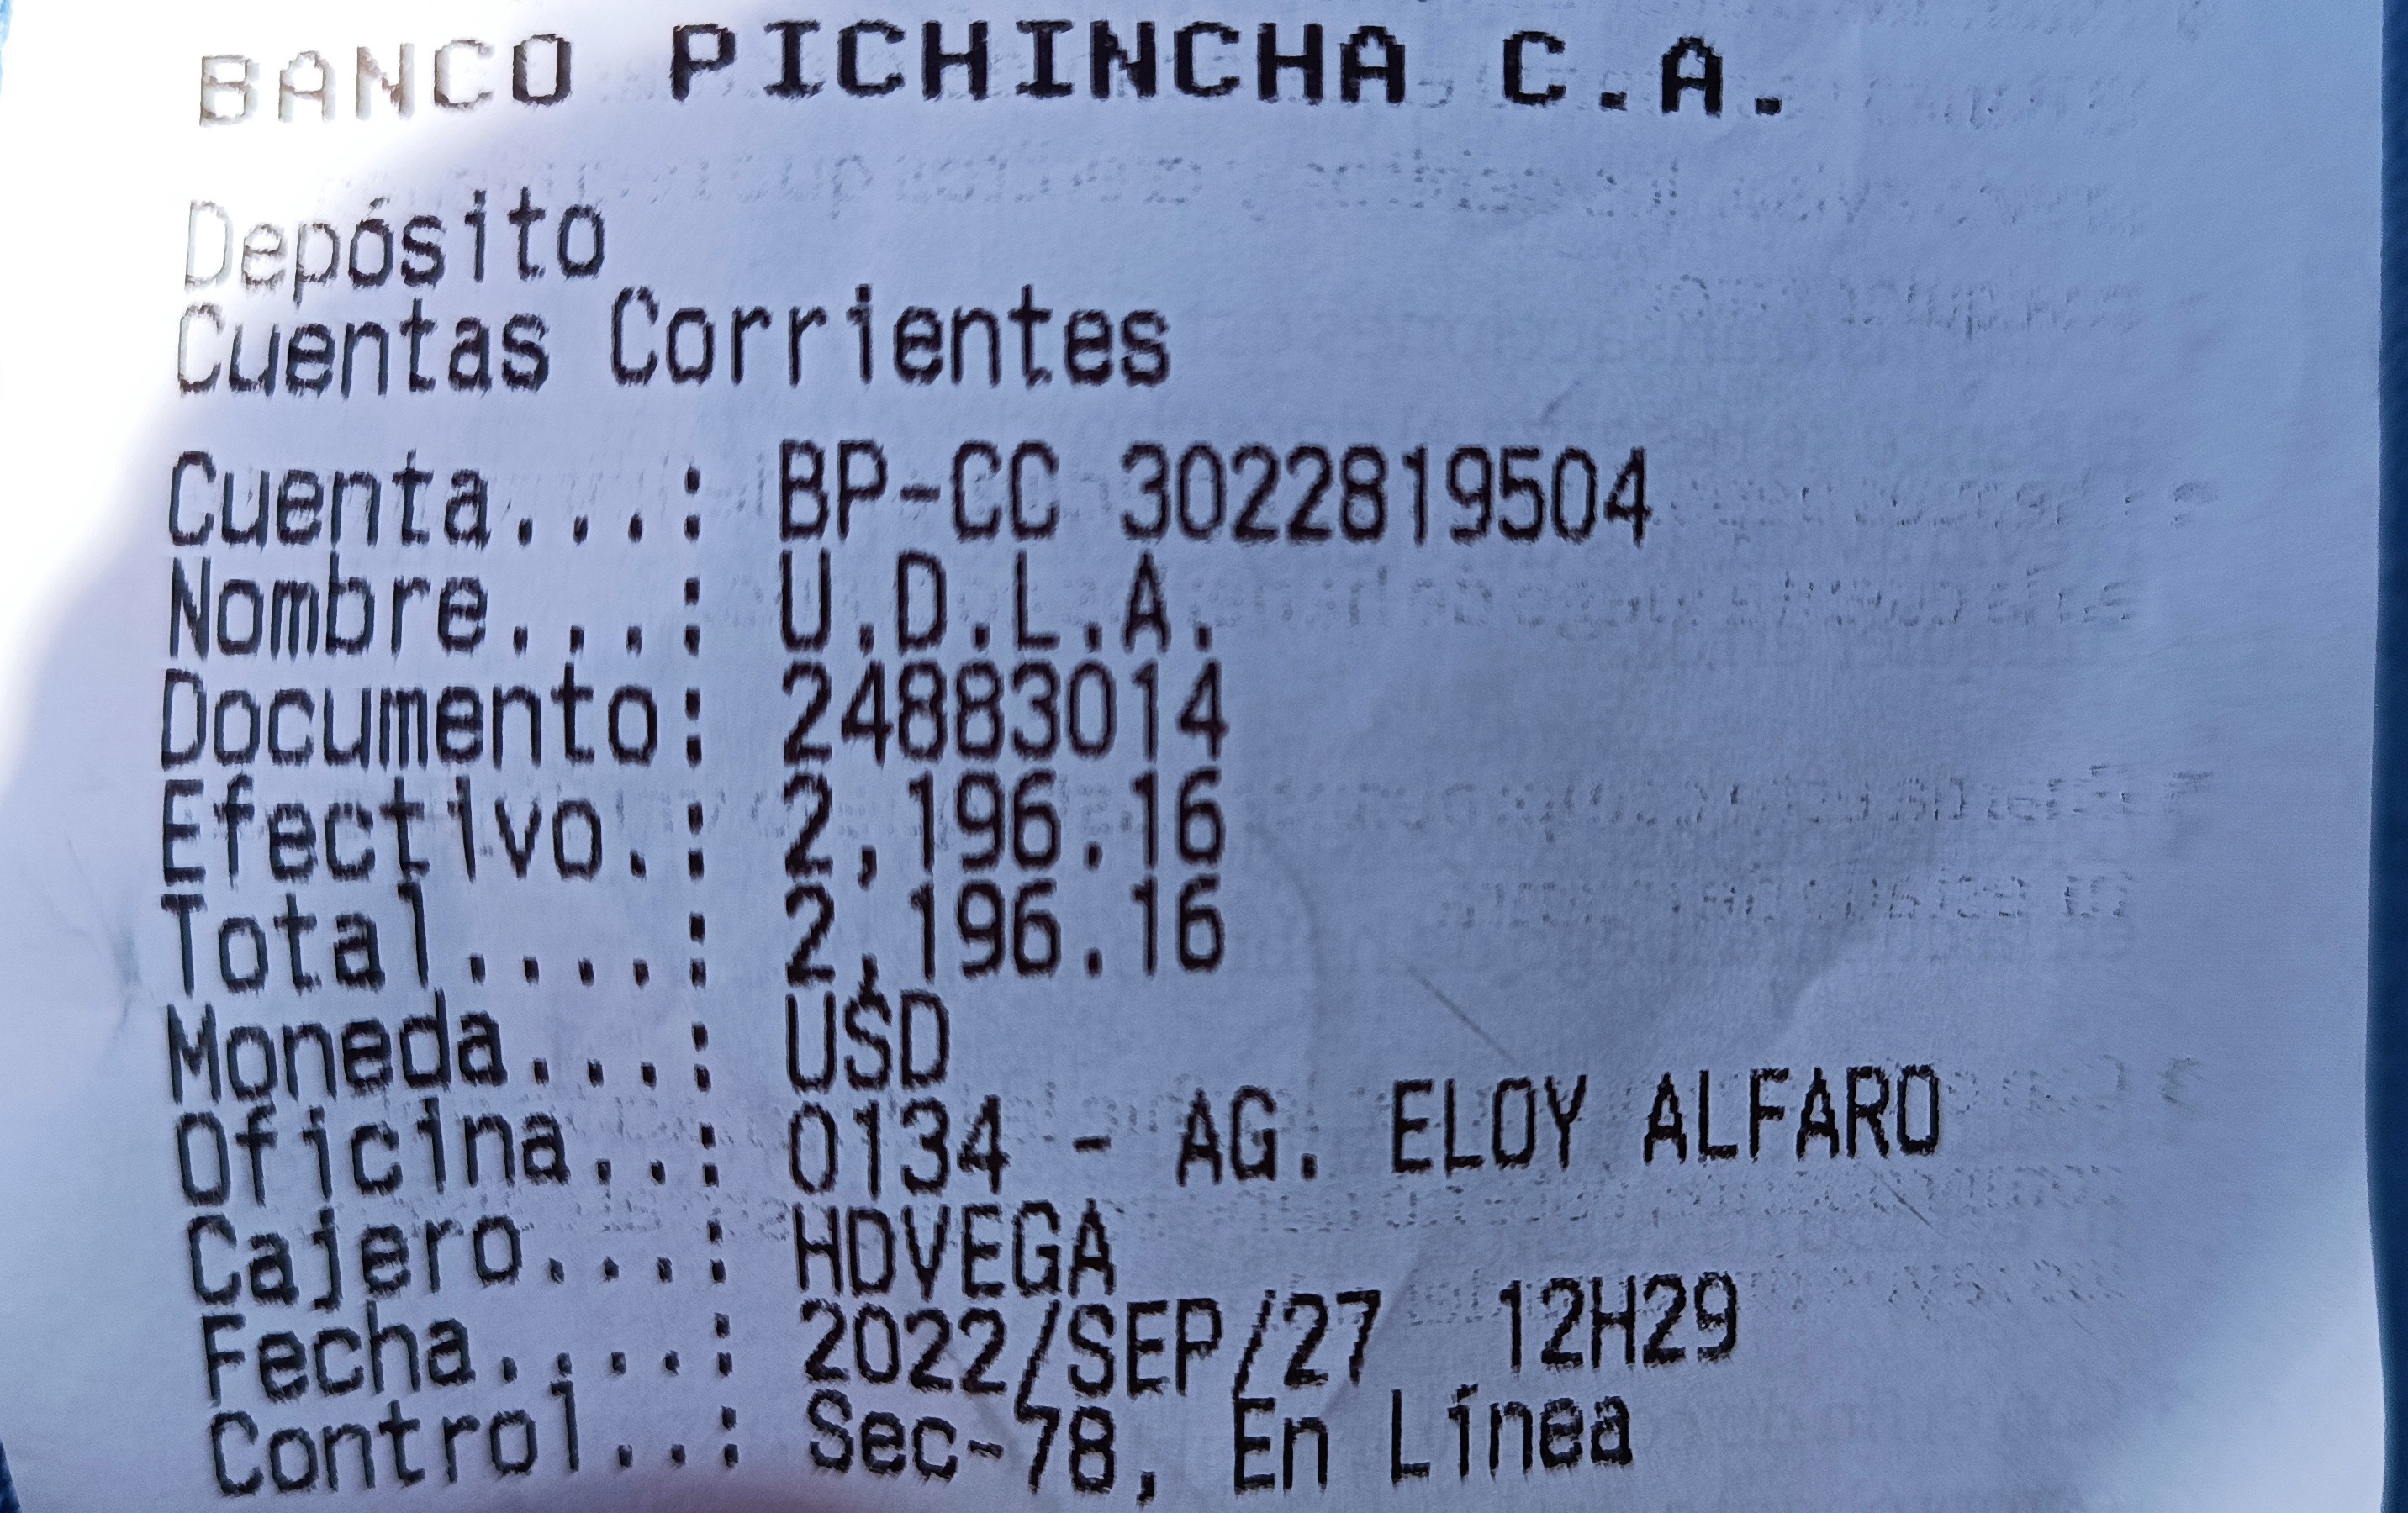 BANCO PICHINCHA C.A.
Depósito
Cuentas Corrientes
Cuenta...: BP-CC 3022819504
Nombre...: U.D.L.A.
Documento: 24883014
Efectivo.: 2,196.16
Total....: 2,196.16
Moneda...: USD
Oficina..: 0134 - AG. ELOY ALFARO
Cajero...: HDVEGA
Fecha....: 2022/SEP/27 12H29
Control..: Sec-78, En Línea